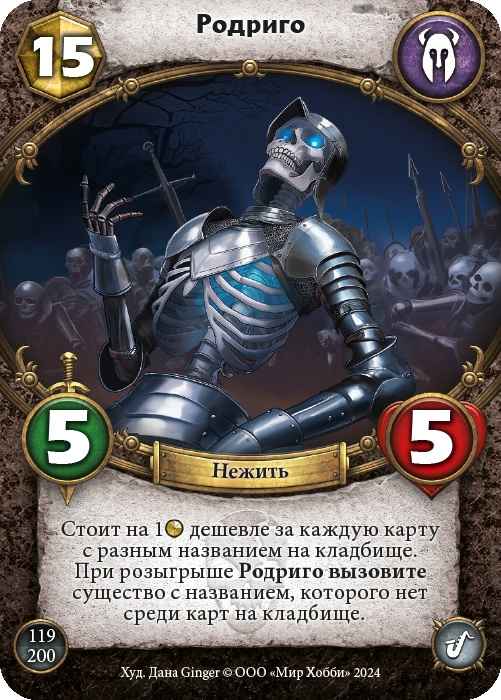 Родриго
15
5
5
Нежить
Стоит на 1 дешевле за каждую карту
с разным названием на кладбище.
При розыгрыше Родриго вызовите
существо с названием, которого нет
среди карт на кладбище.
119
200
Худ. Дана Ginger © ООО «Мир Хобби» 2024